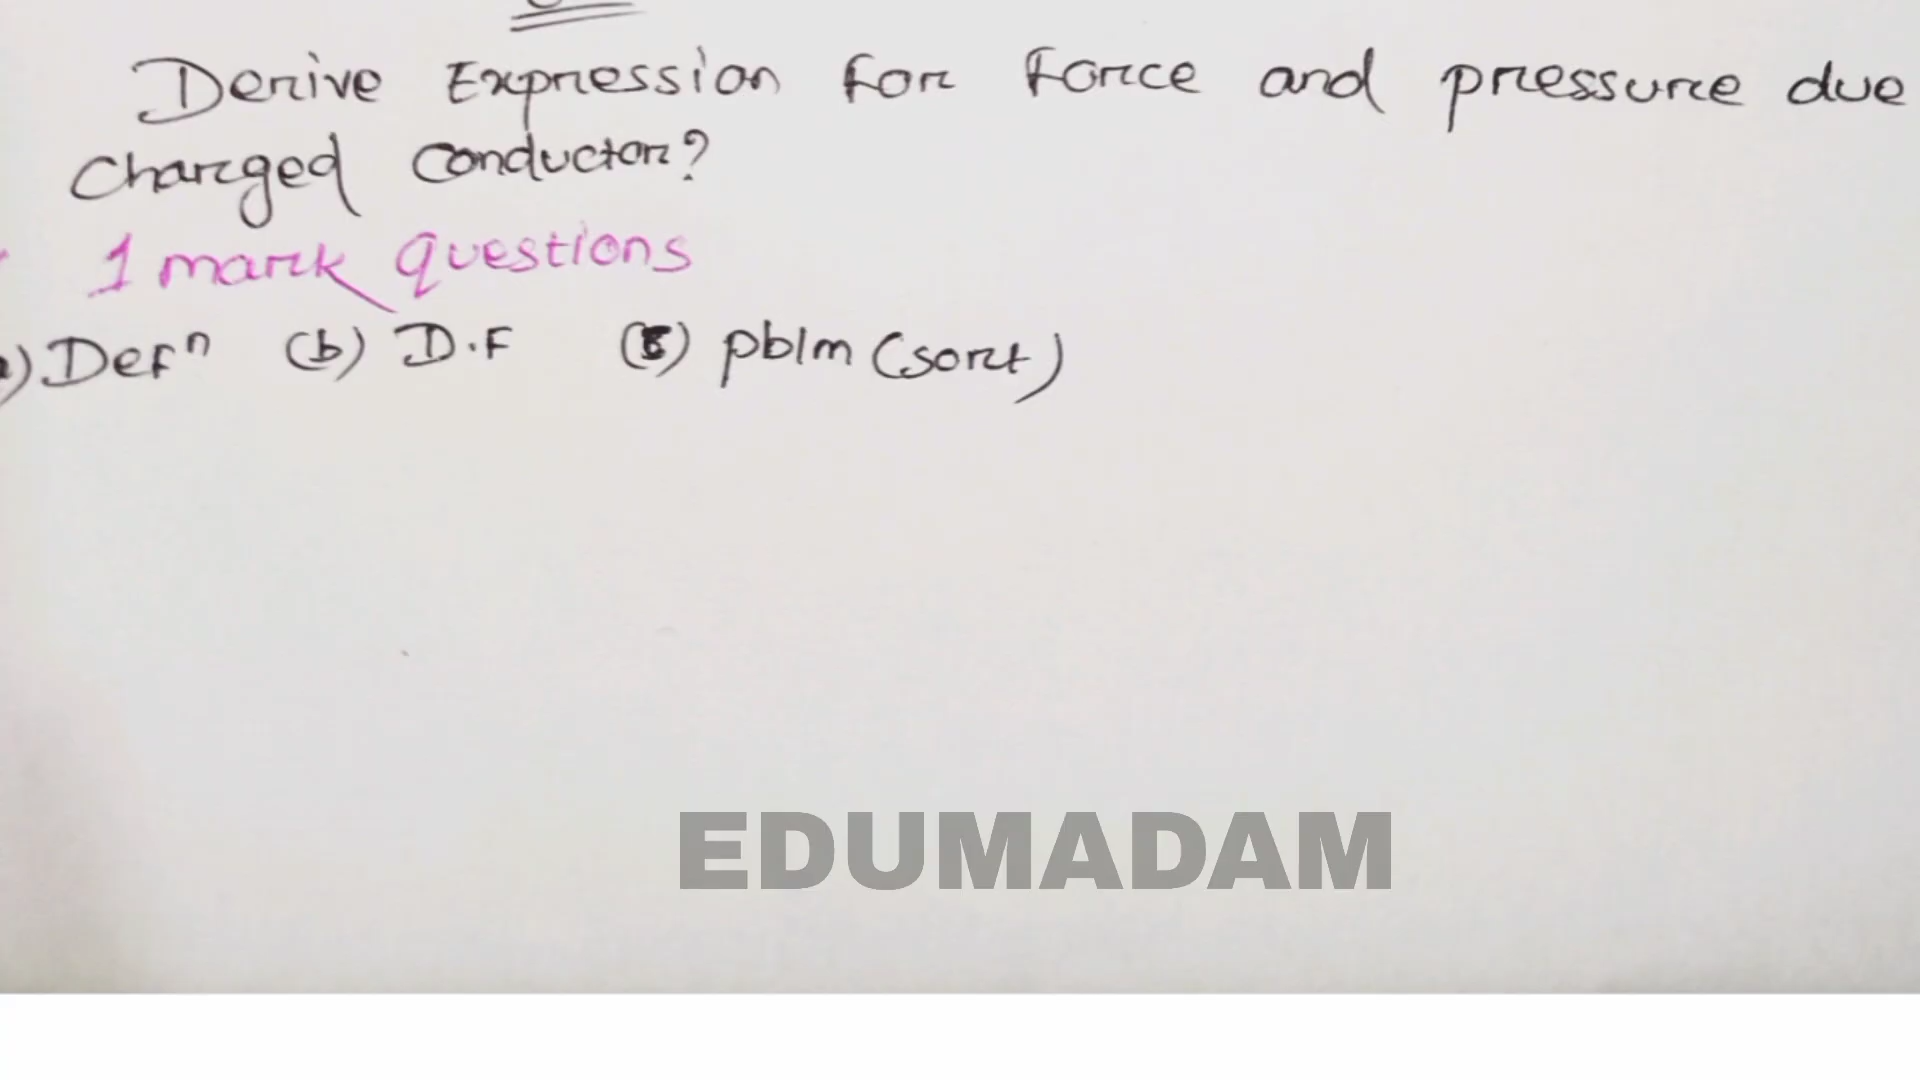 Derive Expression for force and pressure due
charged conductor?
1 mark questions
) Defⁿ (b) D.F () pblm (sort)
EDUMADAM